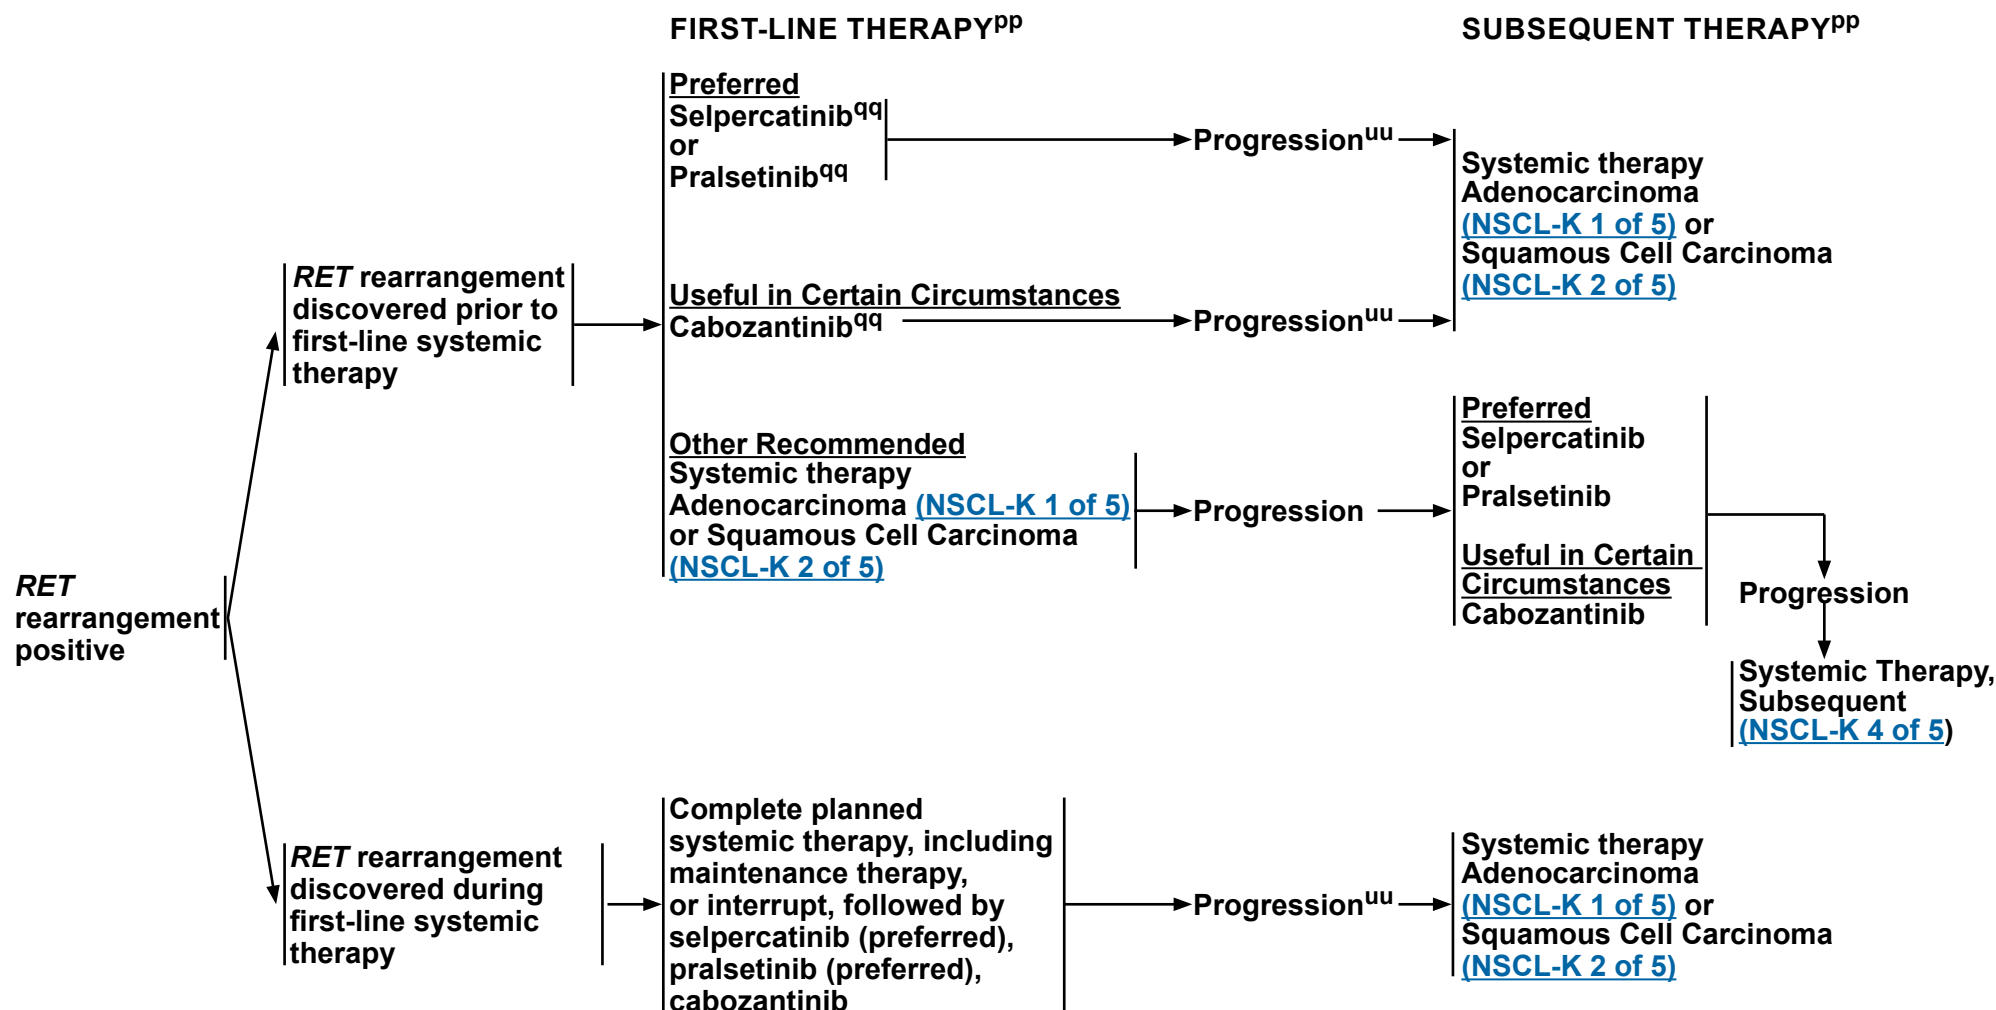 FIRST-LINE THERAPYpp
SUBSEQUENT THERAPYpp
RET
rearrangement
positive
RET rearrangement
discovered prior to
first-line systemic
therapy
Preferred
Selpercatinibqq
or
Pralsetinibqq
Progressionuu
Useful in Certain Circumstances
Cabozantinibqq
Progressionuu
Systemic therapy
Adenocarcinoma
(NSCL-K 1 of 5) or
Squamous Cell Carcinoma
(NSCL-K 2 of 5)
Other Recommended
Systemic therapy
Adenocarcinoma (NSCL-K 1 of 5)
or Squamous Cell Carcinoma
(NSCL-K 2 of 5)
Progression
Preferred
Selpercatinib
or
Pralsetinib
Useful in Certain
Circumstances
Cabozantinib
Progression
Systemic Therapy,
Subsequent
(NSCL-K 4 of 5)
RET rearrangement
discovered during
first-line systemic
therapy
Complete planned
systemic therapy, including
maintenance therapy,
or interrupt, followed by
selpercatinib (preferred),
pralsetinib (preferred),
cabozantinib
Progressionuu
Systemic therapy
Adenocarcinoma
(NSCL-K 1 of 5) or
Squamous Cell Carcinoma
(NSCL-K 2 of 5)